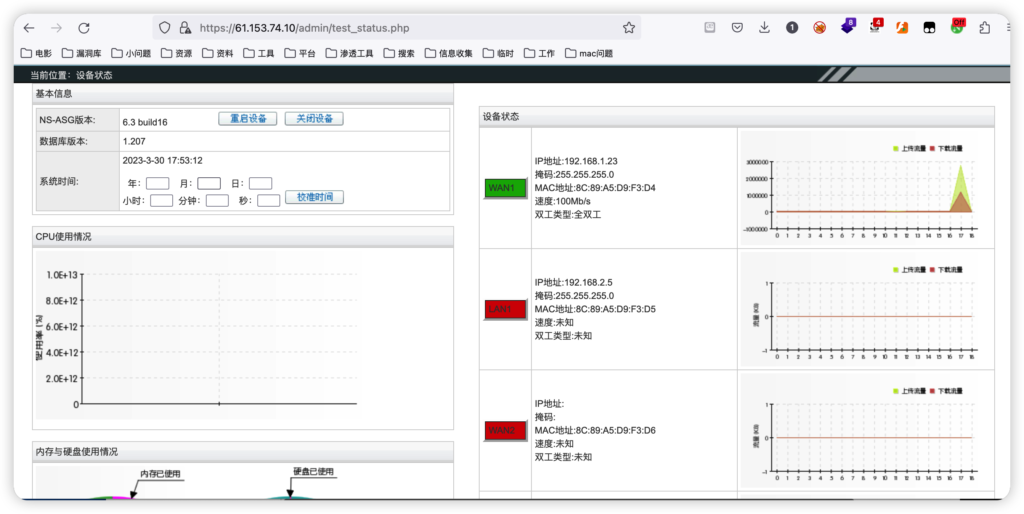 https://61.153.74.10/admin/test_status.php
1
8
4
Off
电影 漏洞库 小问题 资源 资料 工具 平台 渗透工具 搜索 信息收集 临时 工作 mac问题
当前位置：设备状态
基本信息
NS-ASG版本:
6.3 build16
重启设备
关闭设备
数据库版本:
1.207
系统时间:
2023-3-30 17:53:12
年: 月: 日:
小时: 分钟: 秒: 校准时间
CPU使用情况
1.0E+13
8.0E+12
6.0E+12
4.0E+12
2.0E+12
0
使用率 (%)
内存与硬盘使用情况
内存已使用
硬盘已使用
设备状态
WAN1
IP地址:192.168.1.23
掩码:255.255.255.0
MAC地址:8C:89:A5:D9:F3:D4
速度:100Mb/s
双工类型:全双工
上传流量 下载流量
0
0 1 2 3 4 5 6 7 8 9 10 11 12 13 14 15 16 17 18
LAN1
IP地址:192.168.2.5
掩码:255.255.255.0
MAC地址:8C:89:A5:D9:F3:D5
速度:未知
双工类型:未知
上传流量 下载流量
流量(KB)
1
0
-1
0 1 2 3 4 5 6 7 8 9 10 11 12 13 14 15 16 17 18
WAN2
IP地址:
掩码:
MAC地址:8C:89:A5:D9:F3:D6
速度:未知
双工类型:未知
上传流量 下载流量
流量(KB)
1
0
-1
0 1 2 3 4 5 6 7 8 9 10 11 12 13 14 15 16 17 18